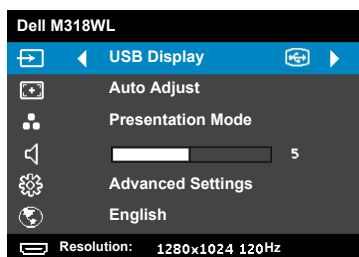 Dell M318WL
USB Display
Auto Adjust
Presentation Mode
5
Advanced Settings
English
Resolution: 1280x1024 120Hz